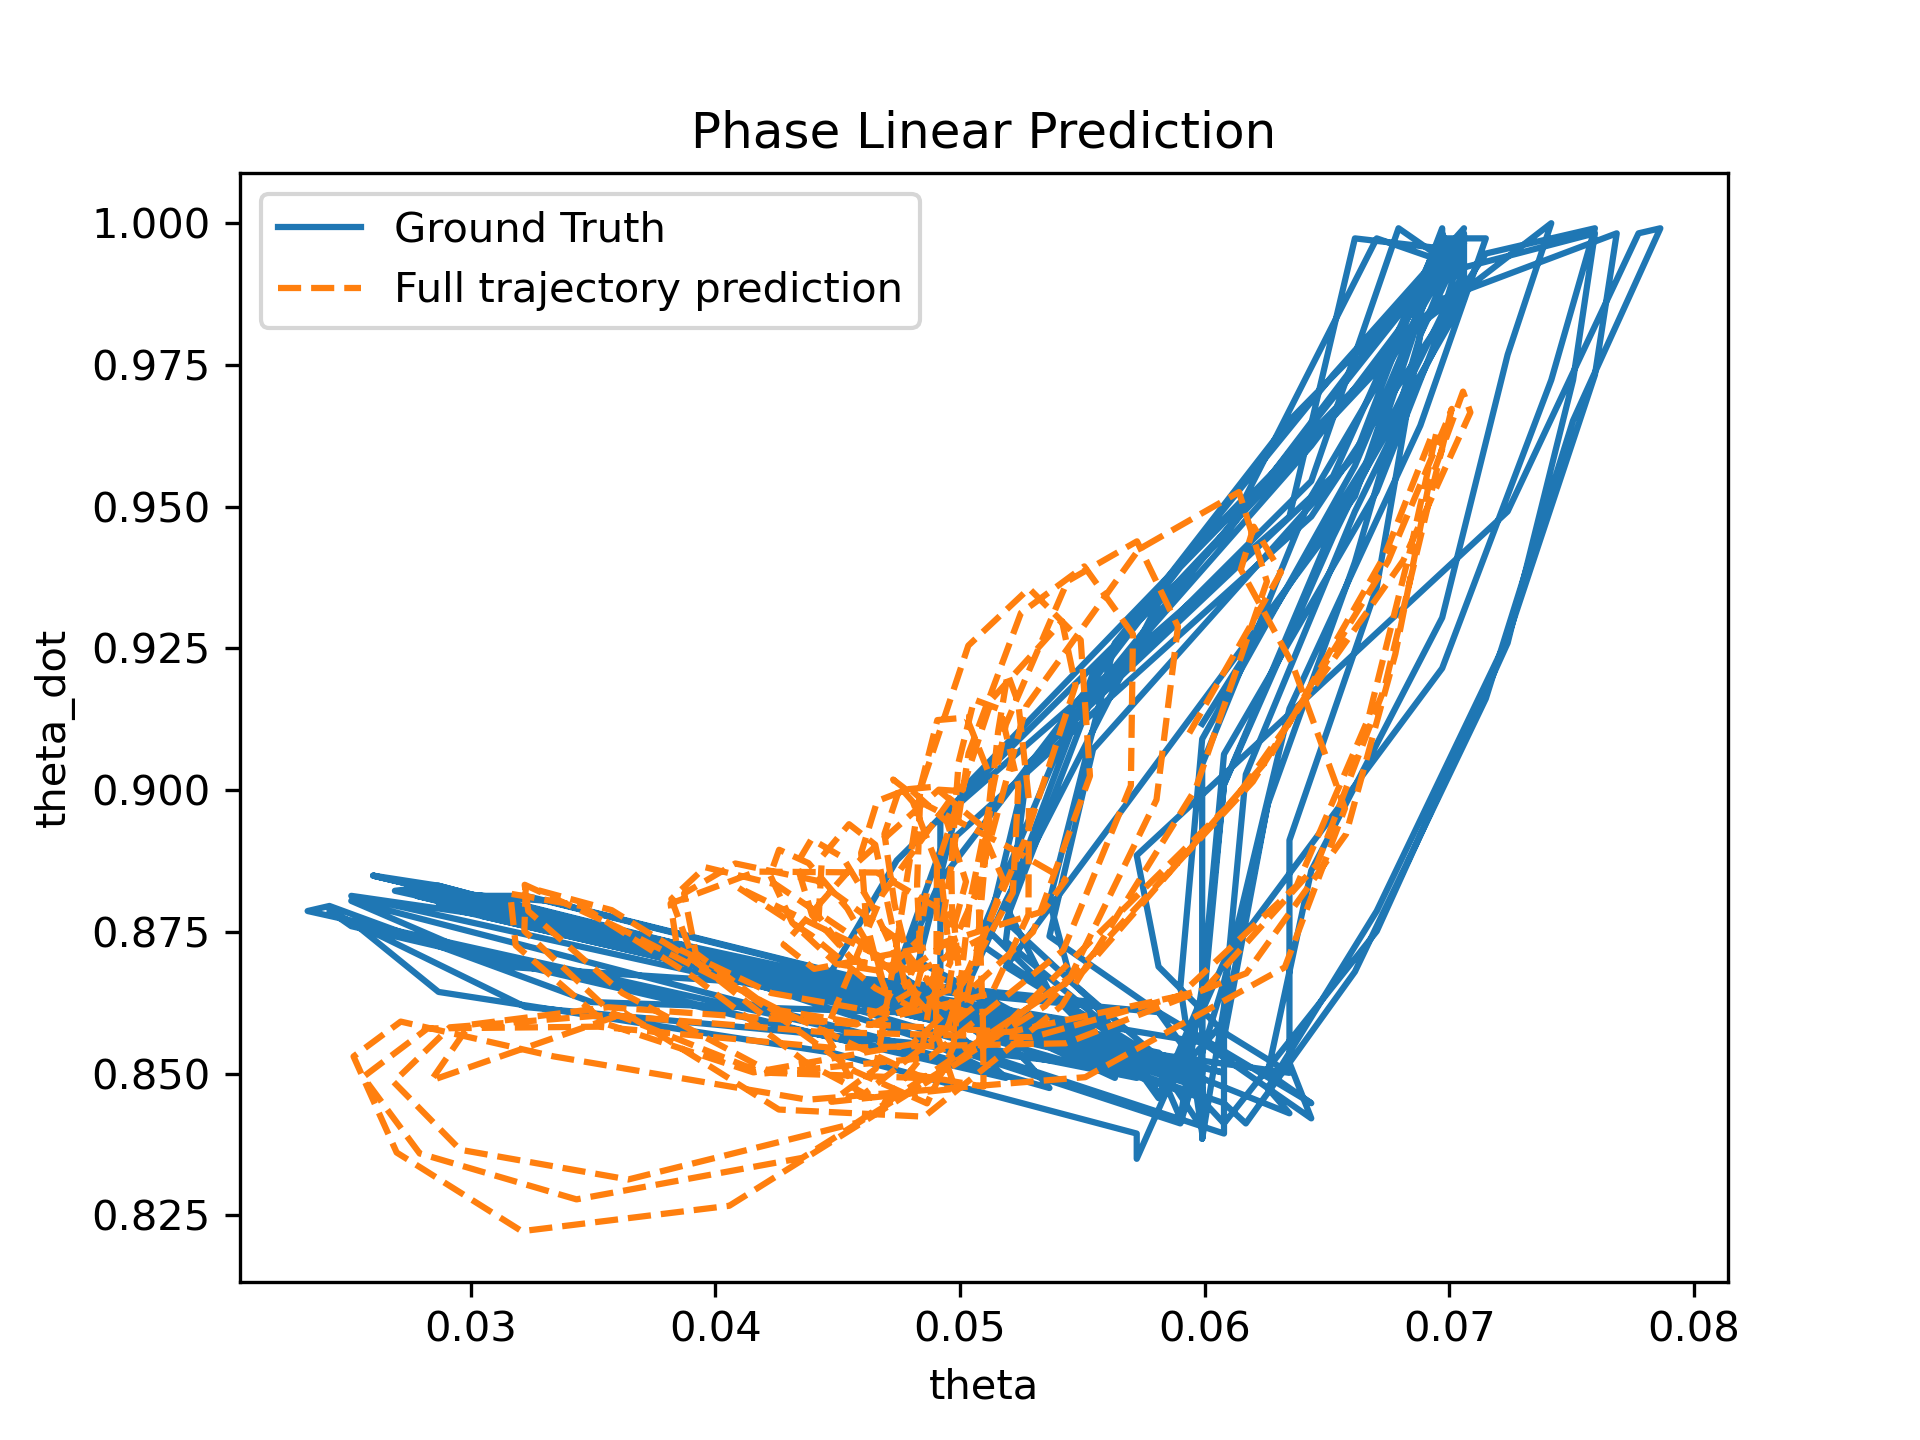 Phase Linear Prediction
Ground Truth
Full trajectory prediction
1.000
0.975
0.950
0.925
0.900
0.875
0.850
0.825
theta_dot
0.03 0.04 0.05 0.06 0.07 0.08
theta